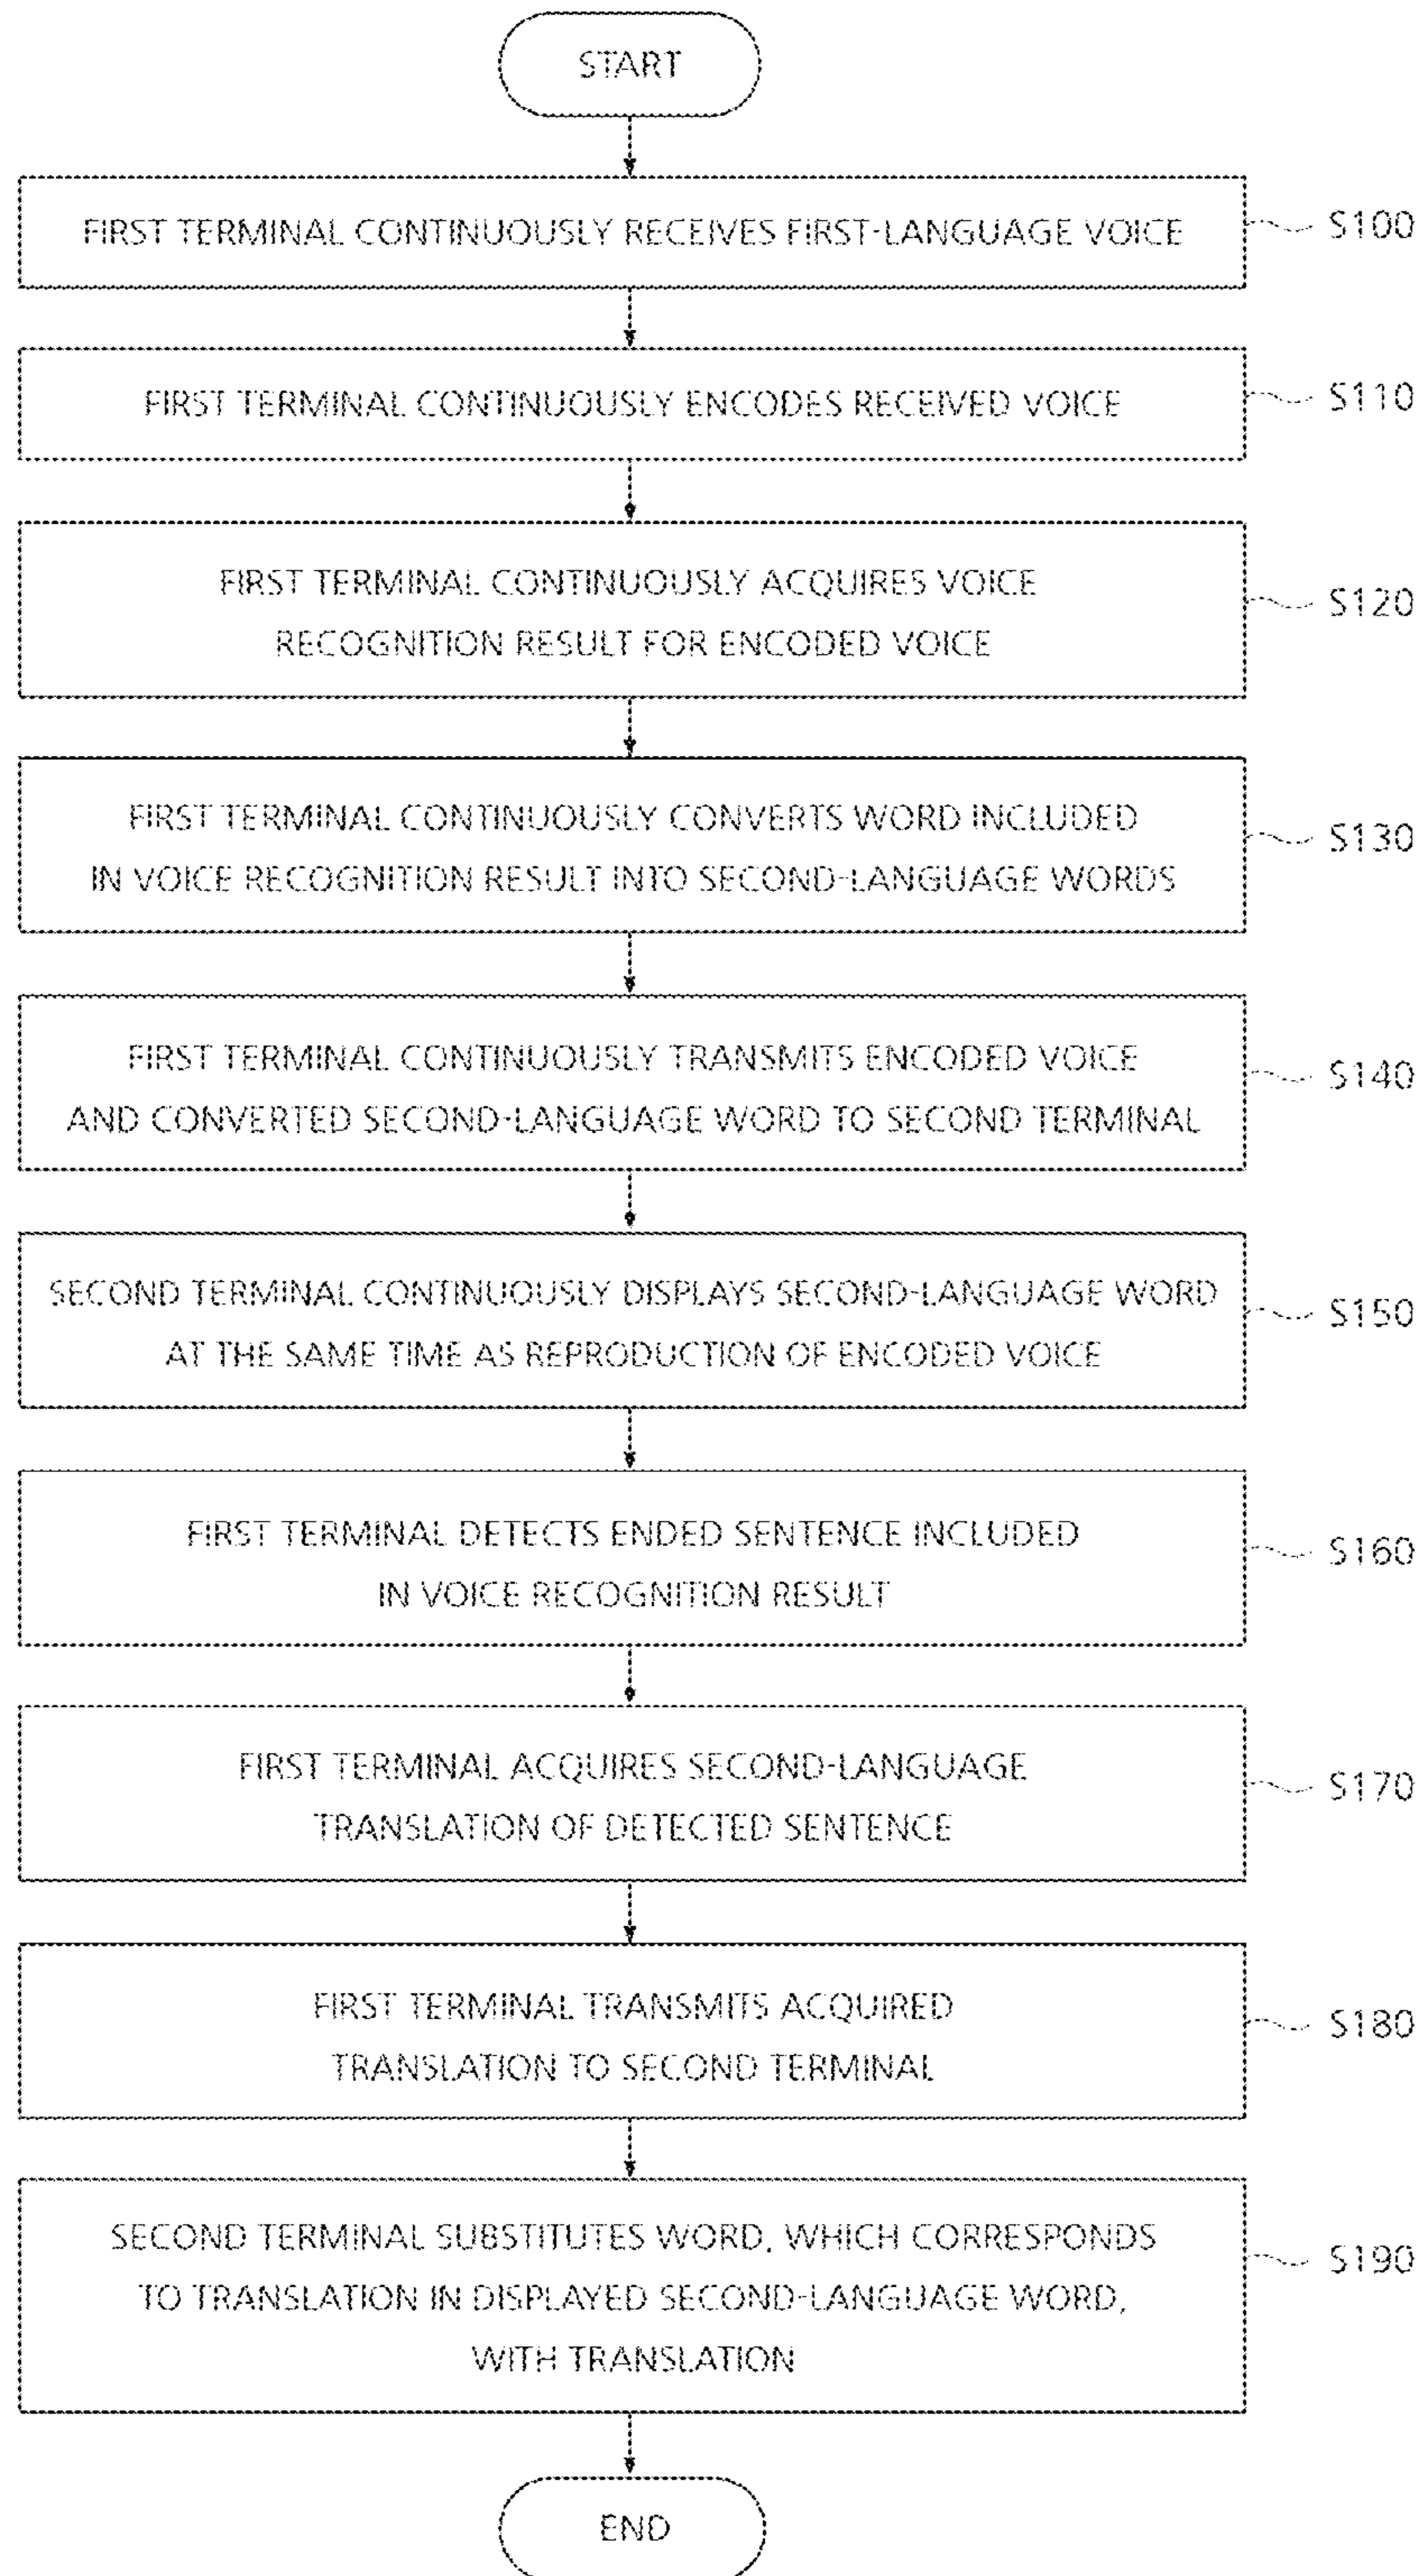 START
FIRST TERMINAL CONTINUOUSLY RECEIVES FIRST-LANGUAGE VOICE
S100
FIRST TERMINAL CONTINUOUSLY ENCODES RECEIVED VOICE
S110
FIRST TERMINAL CONTINUOUSLY ACQUIRES VOICE
RECOGNITION RESULT FOR ENCODED VOICE
S120
FIRST TERMINAL CONTINUOUSLY CONVERTS WORD INCLUDED
IN VOICE RECOGNITION RESULT INTO SECOND-LANGUAGE WORDS
S130
FIRST TERMINAL CONTINUOUSLY TRANSMITS ENCODED VOICE
AND CONVERTED SECOND-LANGUAGE WORD TO SECOND TERMINAL
S140
SECOND TERMINAL CONTINUOUSLY DISPLAYS SECOND-LANGUAGE WORD
AT THE SAME TIME AS REPRODUCTION OF ENCODED VOICE
S150
FIRST TERMINAL DETECTS ENDED SENTENCE INCLUDED
IN VOICE RECOGNITION RESULT
S160
FIRST TERMINAL ACQUIRES SECOND-LANGUAGE
TRANSLATION OF DETECTED SENTENCE
S170
FIRST TERMINAL TRANSMITS ACQUIRED
TRANSLATION TO SECOND TERMINAL
S180
SECOND TERMINAL SUBSTITUTES WORD, WHICH CORRESPONDS
TO TRANSLATION IN DISPLAYED SECOND-LANGUAGE WORD,
WITH TRANSLATION
S190
END